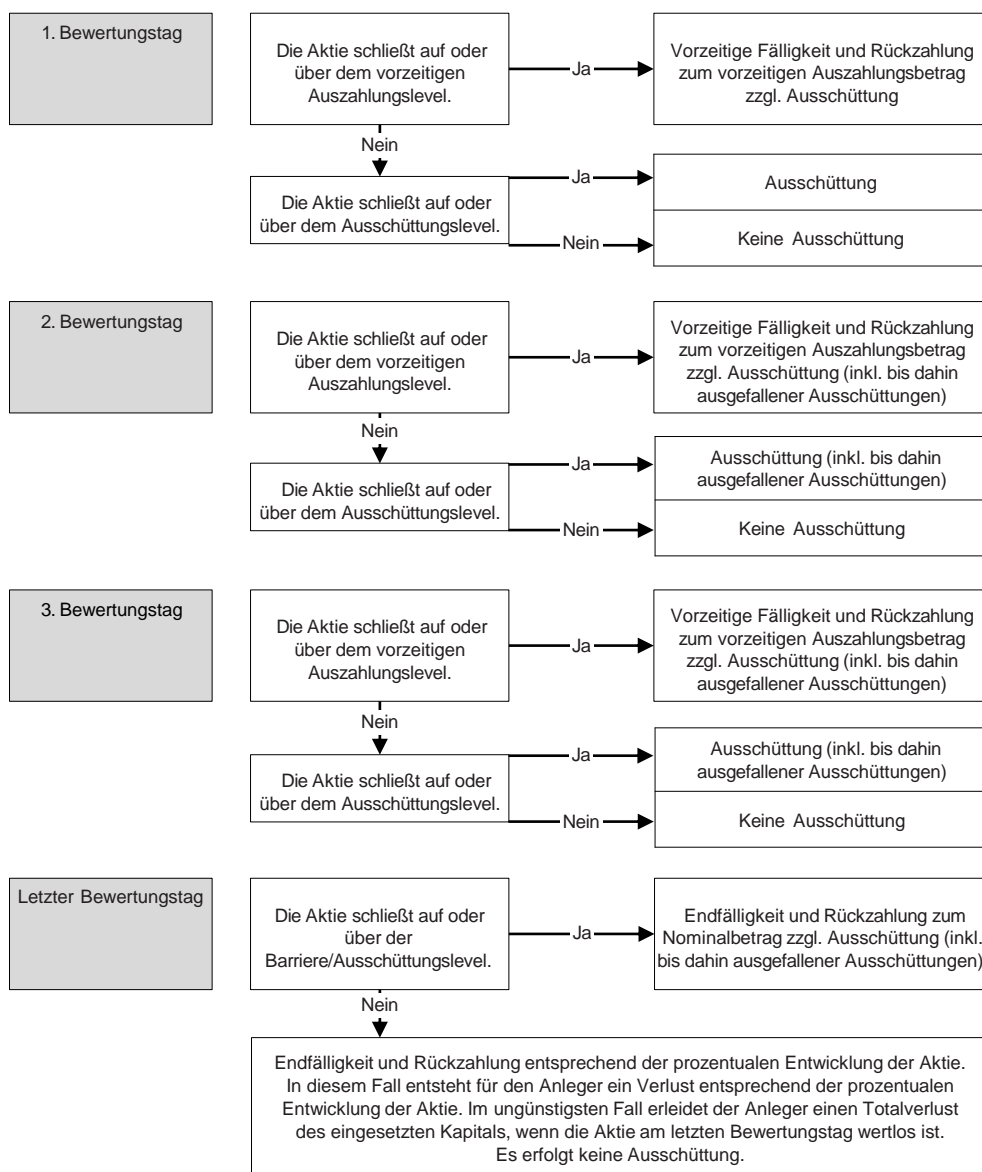 1. Bewertungstag
Die Aktie schließt auf oder
über dem vorzeitigen
Auszahlungslevel.
Ja
Vorzeitige Fälligkeit und Rückzahlung
zum vorzeitigen Auszahlungsbetrag
zzgl. Ausschüttung
Nein
Die Aktie schließt auf oder
über dem Ausschüttungslevel.
Ja
Ausschüttung
Nein
Keine Ausschüttung
2. Bewertungstag
Die Aktie schließt auf oder
über dem vorzeitigen
Auszahlungslevel.
Ja
Vorzeitige Fälligkeit und Rückzahlung
zum vorzeitigen Auszahlungsbetrag
zzgl. Ausschüttung (inkl. bis dahin
ausgefallener Ausschüttungen)
Nein
Die Aktie schließt auf oder
über dem Ausschüttungslevel.
Ja
Ausschüttung (inkl. bis dahin
ausgefallener Ausschüttungen)
Nein
Keine Ausschüttung
3. Bewertungstag
Die Aktie schließt auf oder
über dem vorzeitigen
Auszahlungslevel.
Ja
Vorzeitige Fälligkeit und Rückzahlung
zum vorzeitigen Auszahlungsbetrag
zzgl. Ausschüttung (inkl. bis dahin
ausgefallener Ausschüttungen)
Nein
Die Aktie schließt auf oder
über dem Ausschüttungslevel.
Ja
Ausschüttung (inkl. bis dahin
ausgefallener Ausschüttungen)
Nein
Keine Ausschüttung
Letzter Bewertungstag
Die Aktie schließt auf oder
über der
Barriere/Ausschüttungslevel.
Ja
Endfälligkeit und Rückzahlung zum
Nominalbetrag zzgl. Ausschüttung (inkl.
bis dahin ausgefallener Ausschüttungen)
Nein
Endfälligkeit und Rückzahlung entsprechend der prozentualen Entwicklung der Aktie.
In diesem Fall entsteht für den Anleger ein Verlust entsprechend der prozentualen
Entwicklung der Aktie. Im ungünstigsten Fall erleidet der Anleger einen Totalverlust
des eingesetzten Kapitals, wenn die Aktie am letzten Bewertungstag wertlos ist.
Es erfolgt keine Ausschüttung.